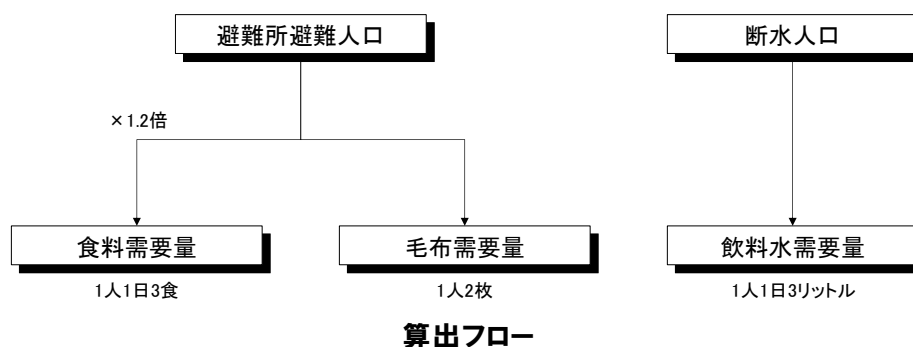 避難所避難人口
断水人口
×1.2倍
食料需要量
毛布需要量
飲料水需要量
1人1日3食
1人2枚
1人1日3リットル
算出フロー